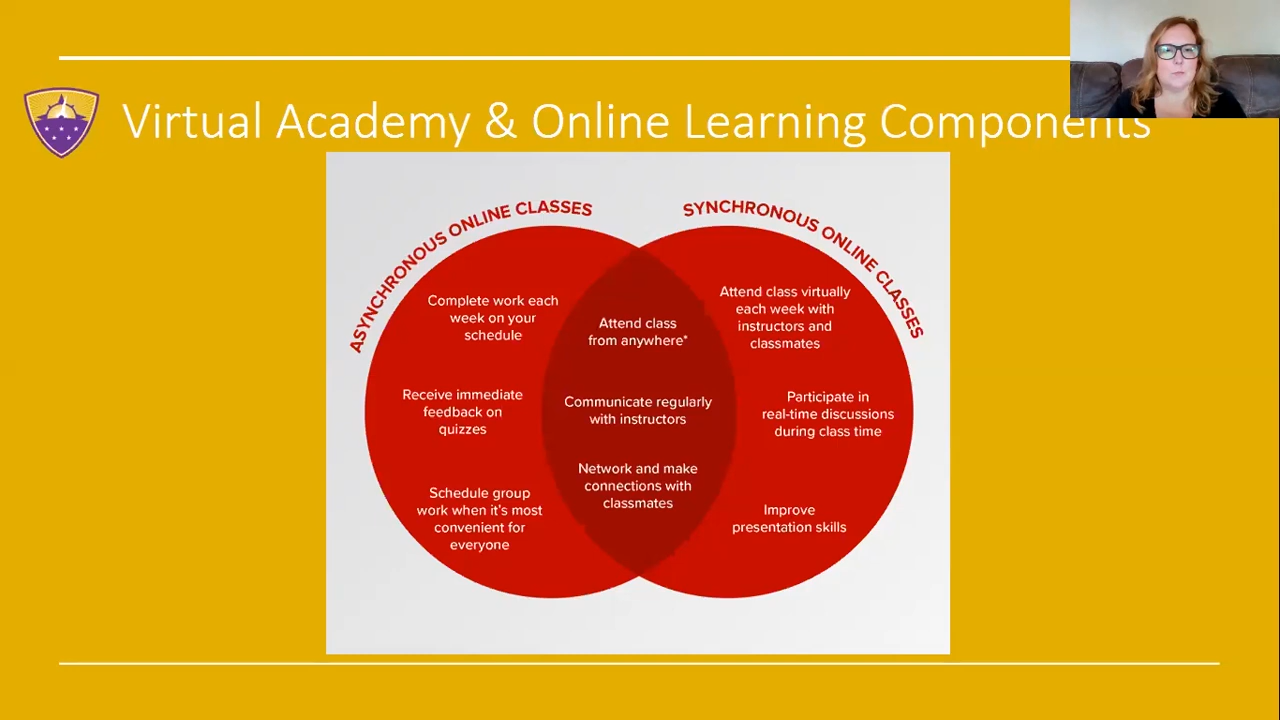 Virtual Academy & Online Learning Components
ASYNCHRONOUS ONLINE CLASSES
SYNCHRONOUS ONLINE CLASSES
Complete work each
week on your
schedule
Receive immediate
feedback on
quizzes
Schedule group
work when it's most
convenient for
everyone
Attend class
from anywhere*
Communicate regularly
with instructors
Network and make
connections with
classmates
Attend class virtually
each week with
instructors and
classmates
Participate in
real-time discussions
during class time
Improve
presentation skills